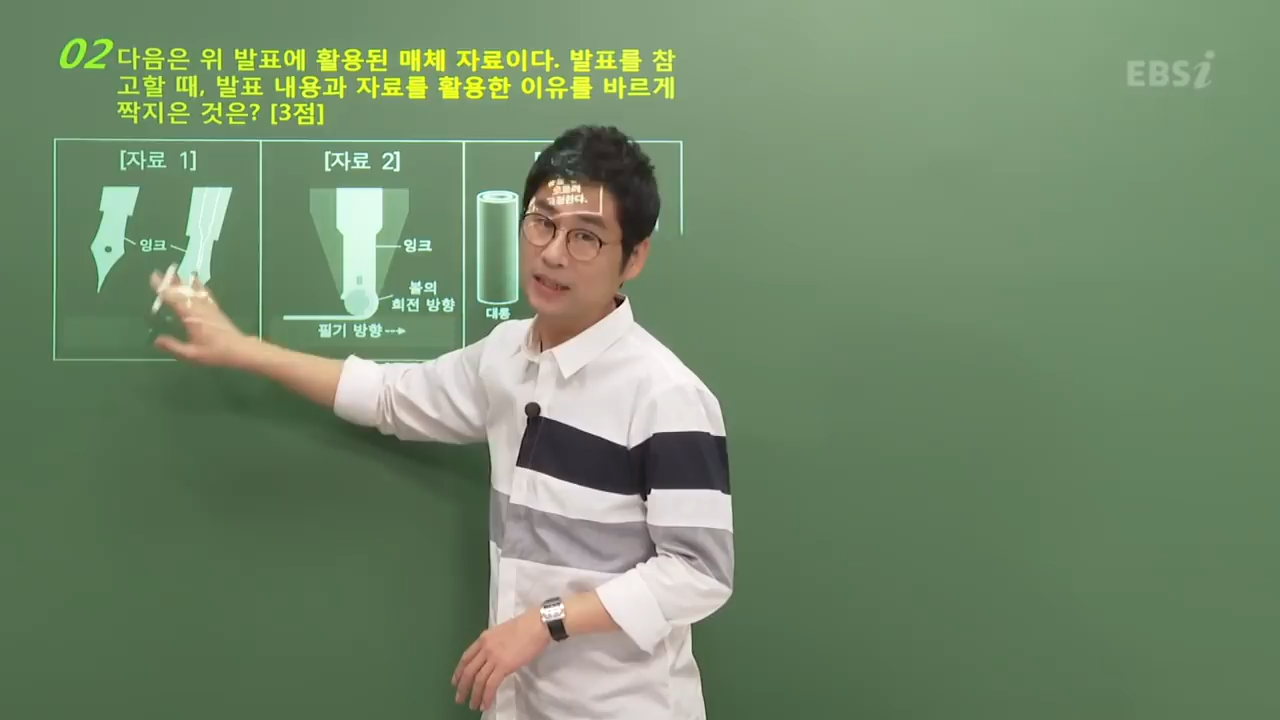 02 다음은 위 발표에 활용된 매체 자료이다. 발표를 참
고할 때, 발표 내용과 자료를 활용한 이유를 바르게
짝지은 것은? [3점]
EBSi
[자료 1]
[자료 2]
잉크
잉크
볼의
회전 방향
필기 방향
대롱